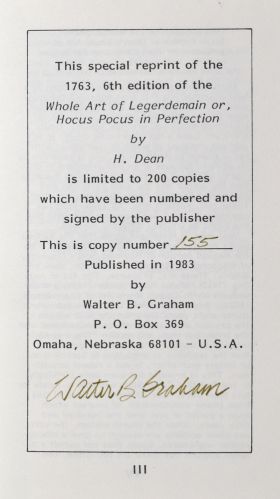 This special reprint of the
1763, 6th edition of the
Whole Art of Legerdemain or,
Hocus Pocus in Perfection
by
H. Dean
is limited to 200 copies
which have been numbered and
signed by the publisher
This is copy number 155
Published in 1983
by
Walter B. Graham
P. O. Box 369
Omaha, Nebraska 68101 - U.S.A.
Walter B. Graham
III